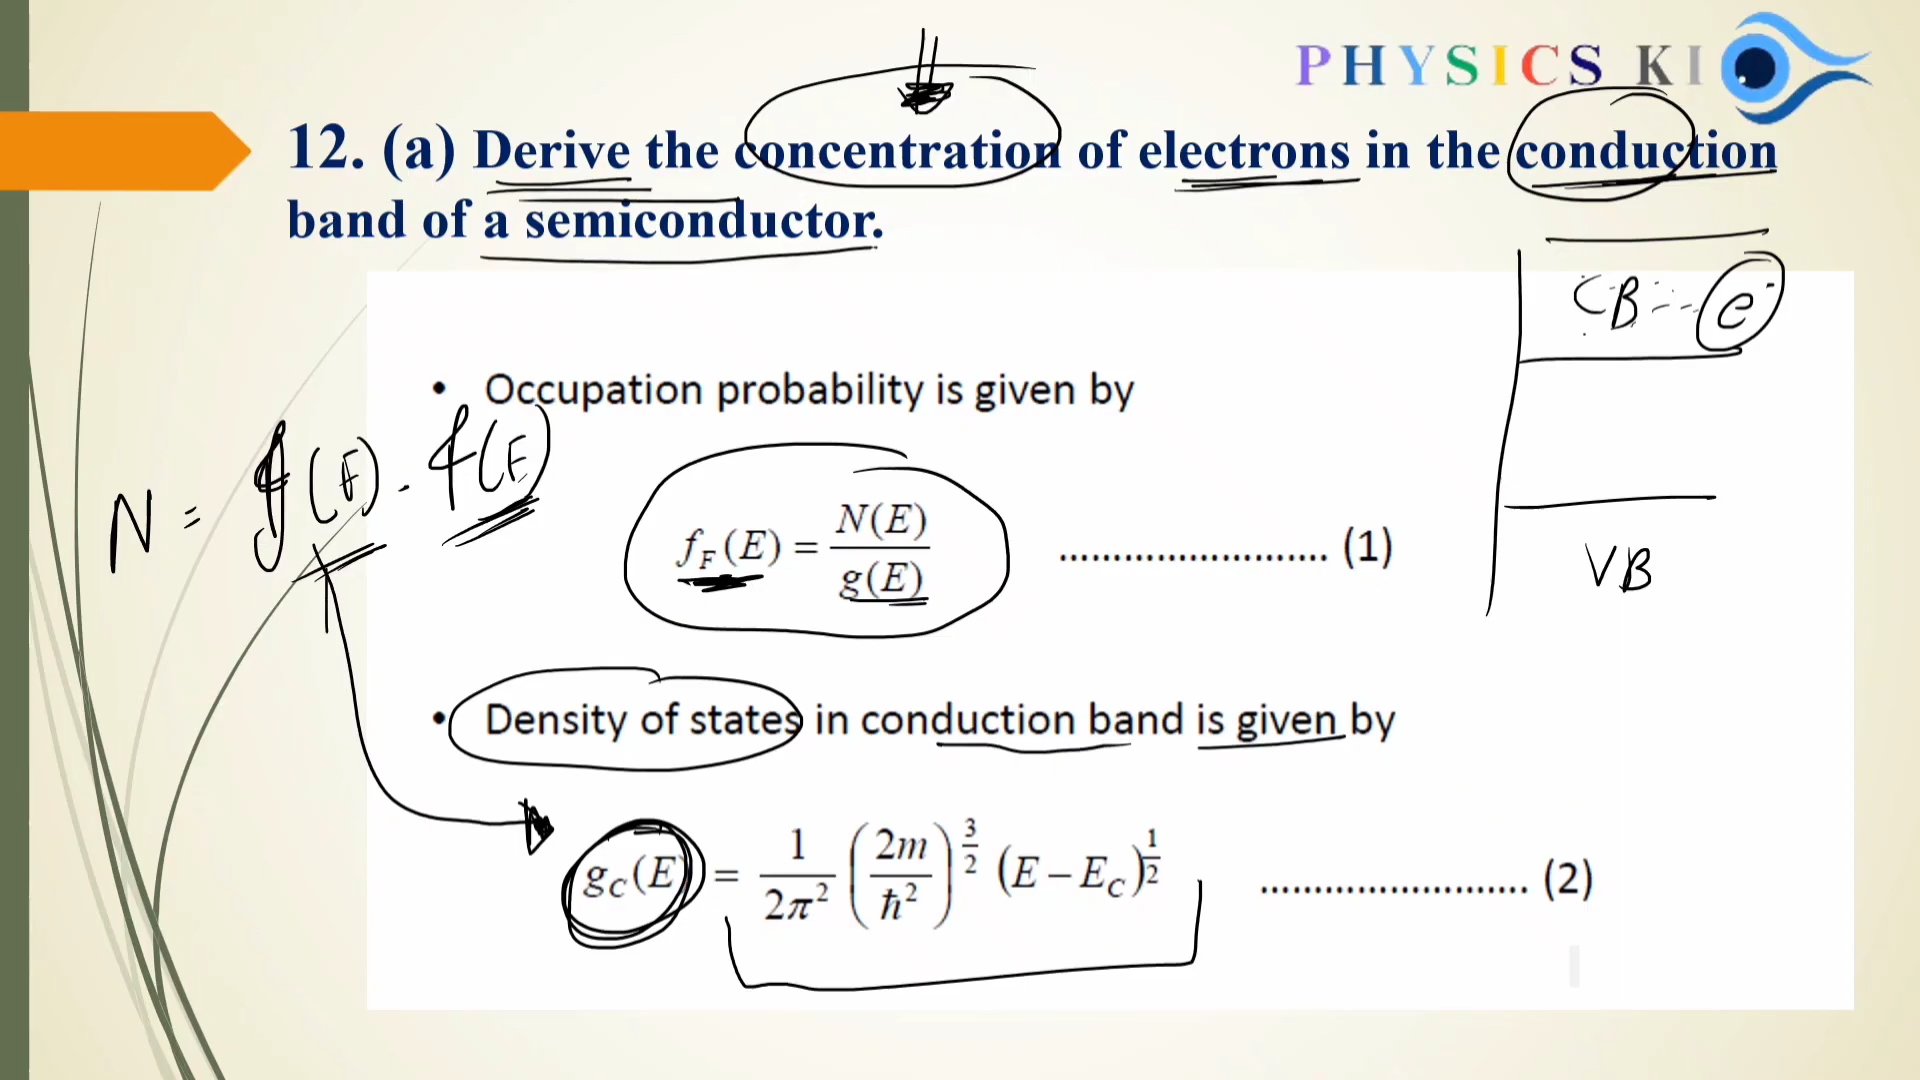 PHYSICS KI
12. (a) Derive the concentration of electrons in the conduction
band of a semiconductor.
CB -- e⁻
• Occupation probability is given by
N = g(E) . f(E)
f_F(E) = N(E)/g(E) ........................ (1)
VB
• Density of states in conduction band is given by
g_C(E) = 1/2π² (2m/ħ²)^3/2 (E – E_C)^1/2 ........................ (2)